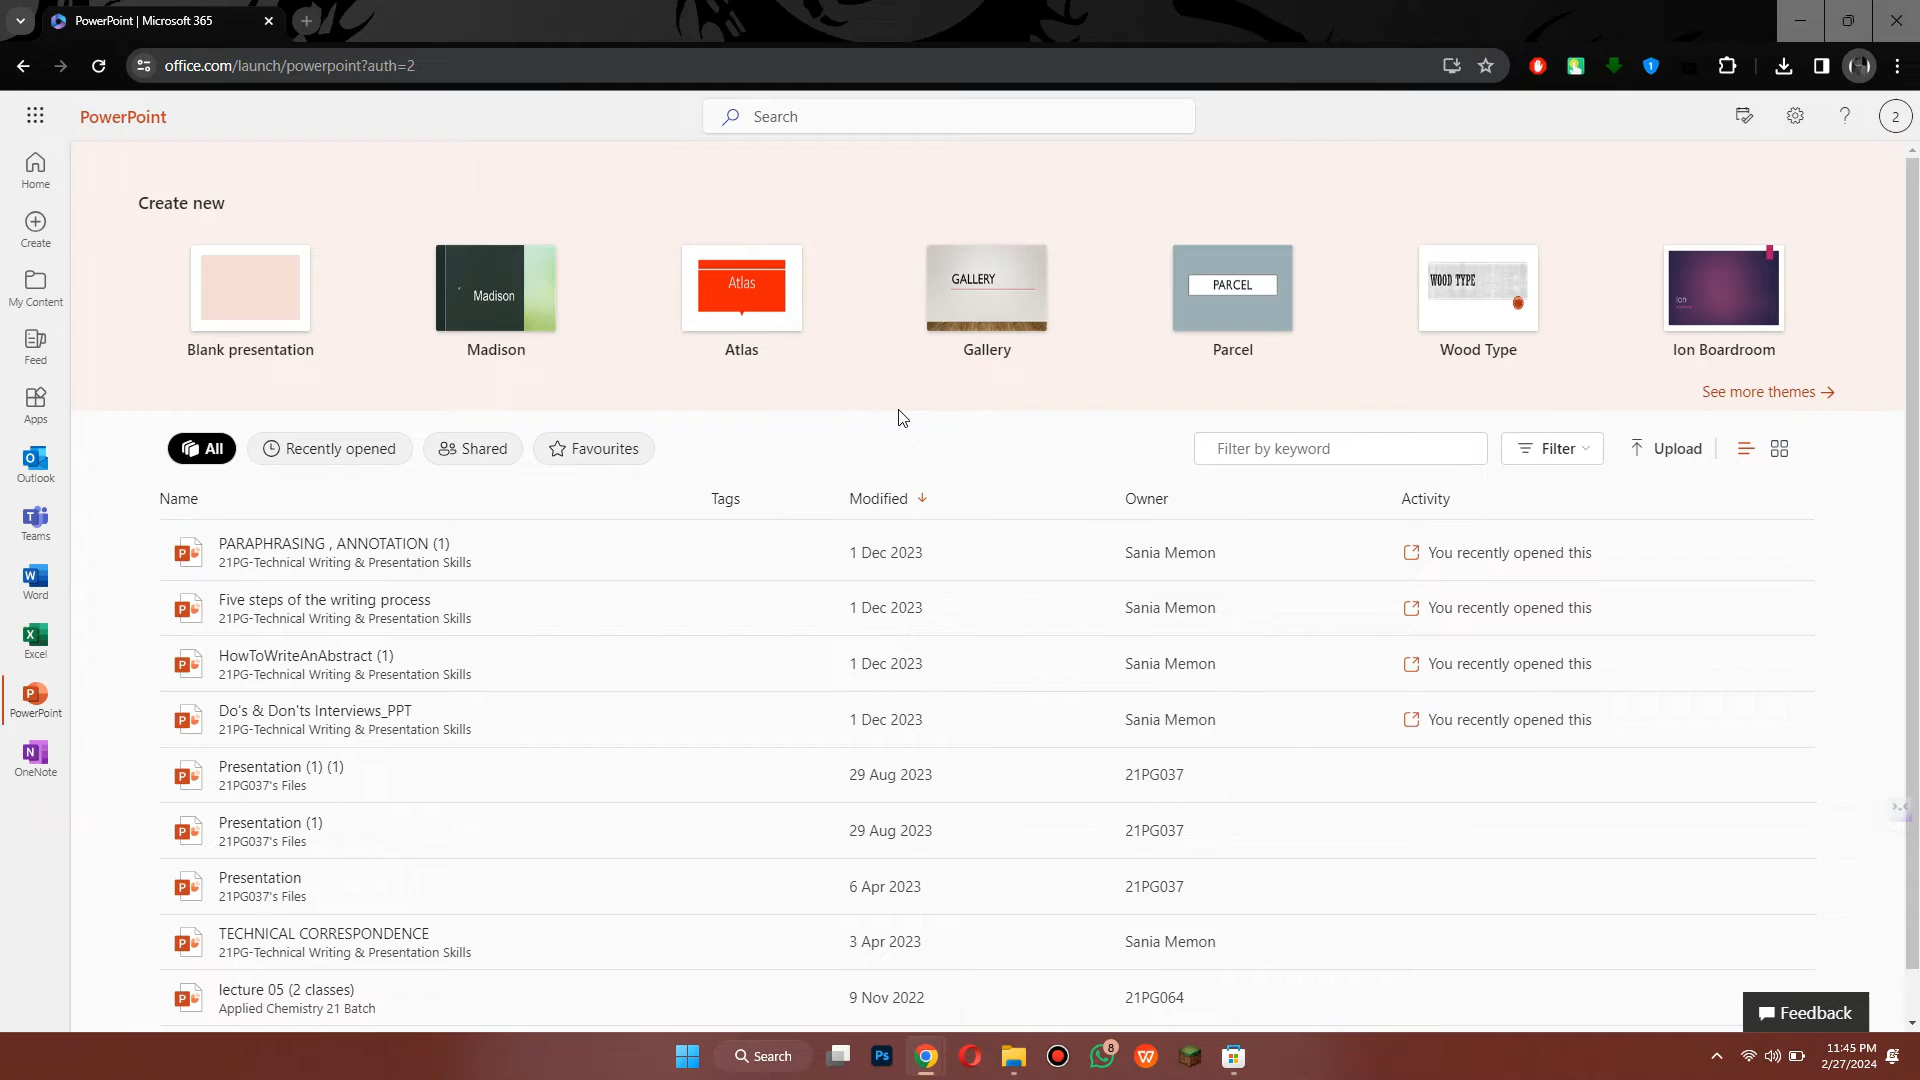 PowerPoint | Microsoft 365
office.com/launch/powerpoint?auth=2
PowerPoint
Search
2
Home
Create
My Content
Feed
Apps
Outlook
Teams
Word
Excel
PowerPoint
OneNote
Create new
Madison
Atlas
GALLERY
PARCEL
WOOD TYPE
Ion
Blank presentation
Madison
Atlas
Gallery
Parcel
Wood Type
Ion Boardroom
See more themes
All
Recently opened
Shared
Favourites
Filter by keyword
Filter
Upload
Name Tags Modified Owner Activity
PARAPHRASING , ANNOTATION (1)
21PG-Technical Writing & Presentation Skills
1 Dec 2023 Sania Memon You recently opened this
Five steps of the writing process
21PG-Technical Writing & Presentation Skills
1 Dec 2023 Sania Memon You recently opened this
HowToWriteAnAbstract (1)
21PG-Technical Writing & Presentation Skills
1 Dec 2023 Sania Memon You recently opened this
Do's & Don'ts Interviews_PPT
21PG-Technical Writing & Presentation Skills
1 Dec 2023 Sania Memon You recently opened this
Presentation (1) (1)
21PG037's Files
29 Aug 2023 21PG037
Presentation (1)
21PG037's Files
29 Aug 2023 21PG037
Presentation
21PG037's Files
6 Apr 2023 21PG037
TECHNICAL CORRESPONDENCE
21PG-Technical Writing & Presentation Skills
3 Apr 2023 Sania Memon
lecture 05 (2 classes)
Applied Chemistry 21 Batch
9 Nov 2022 21PG064
Feedback
Search
Ps
8
11:45 PM
2/27/2024